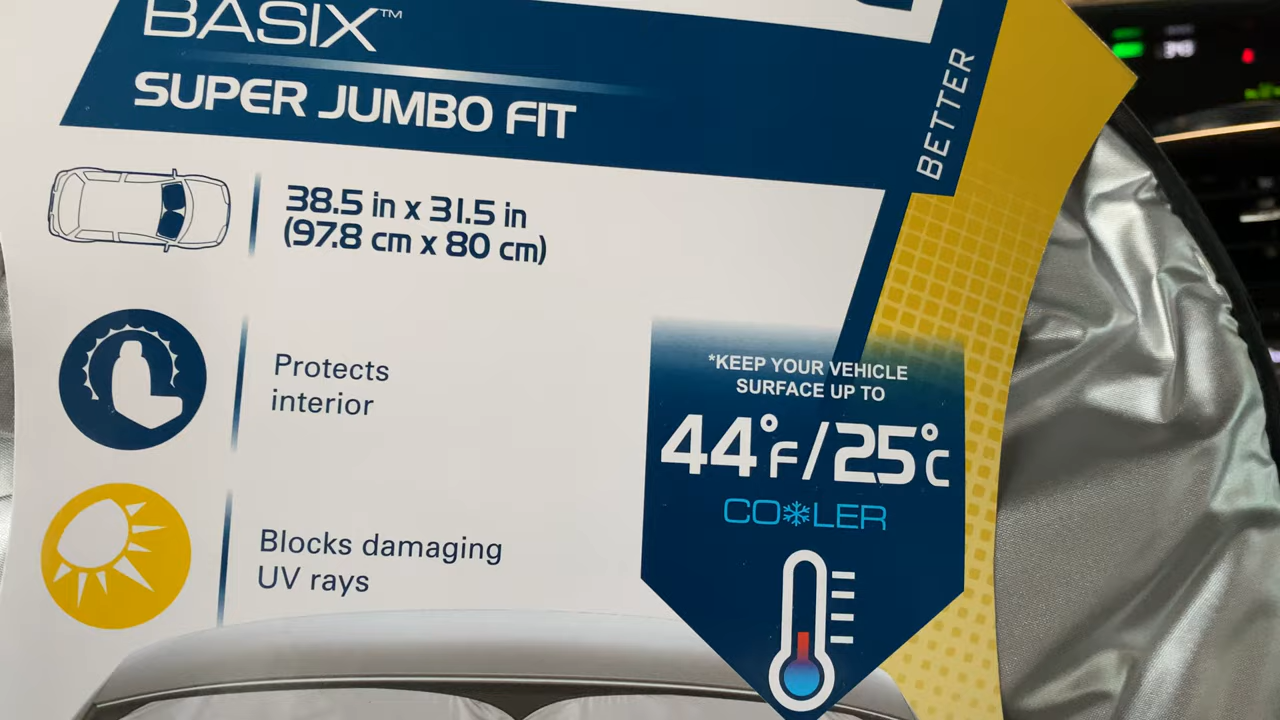 BASIX™
SUPER JUMBO FIT
BETTER
38.5 in x 31.5 in
(97.8 cm x 80 cm)
Protects
interior
*KEEP YOUR VEHICLE
SURFACE UP TO
44°F/25°C
COOLER
Blocks damaging
UV rays